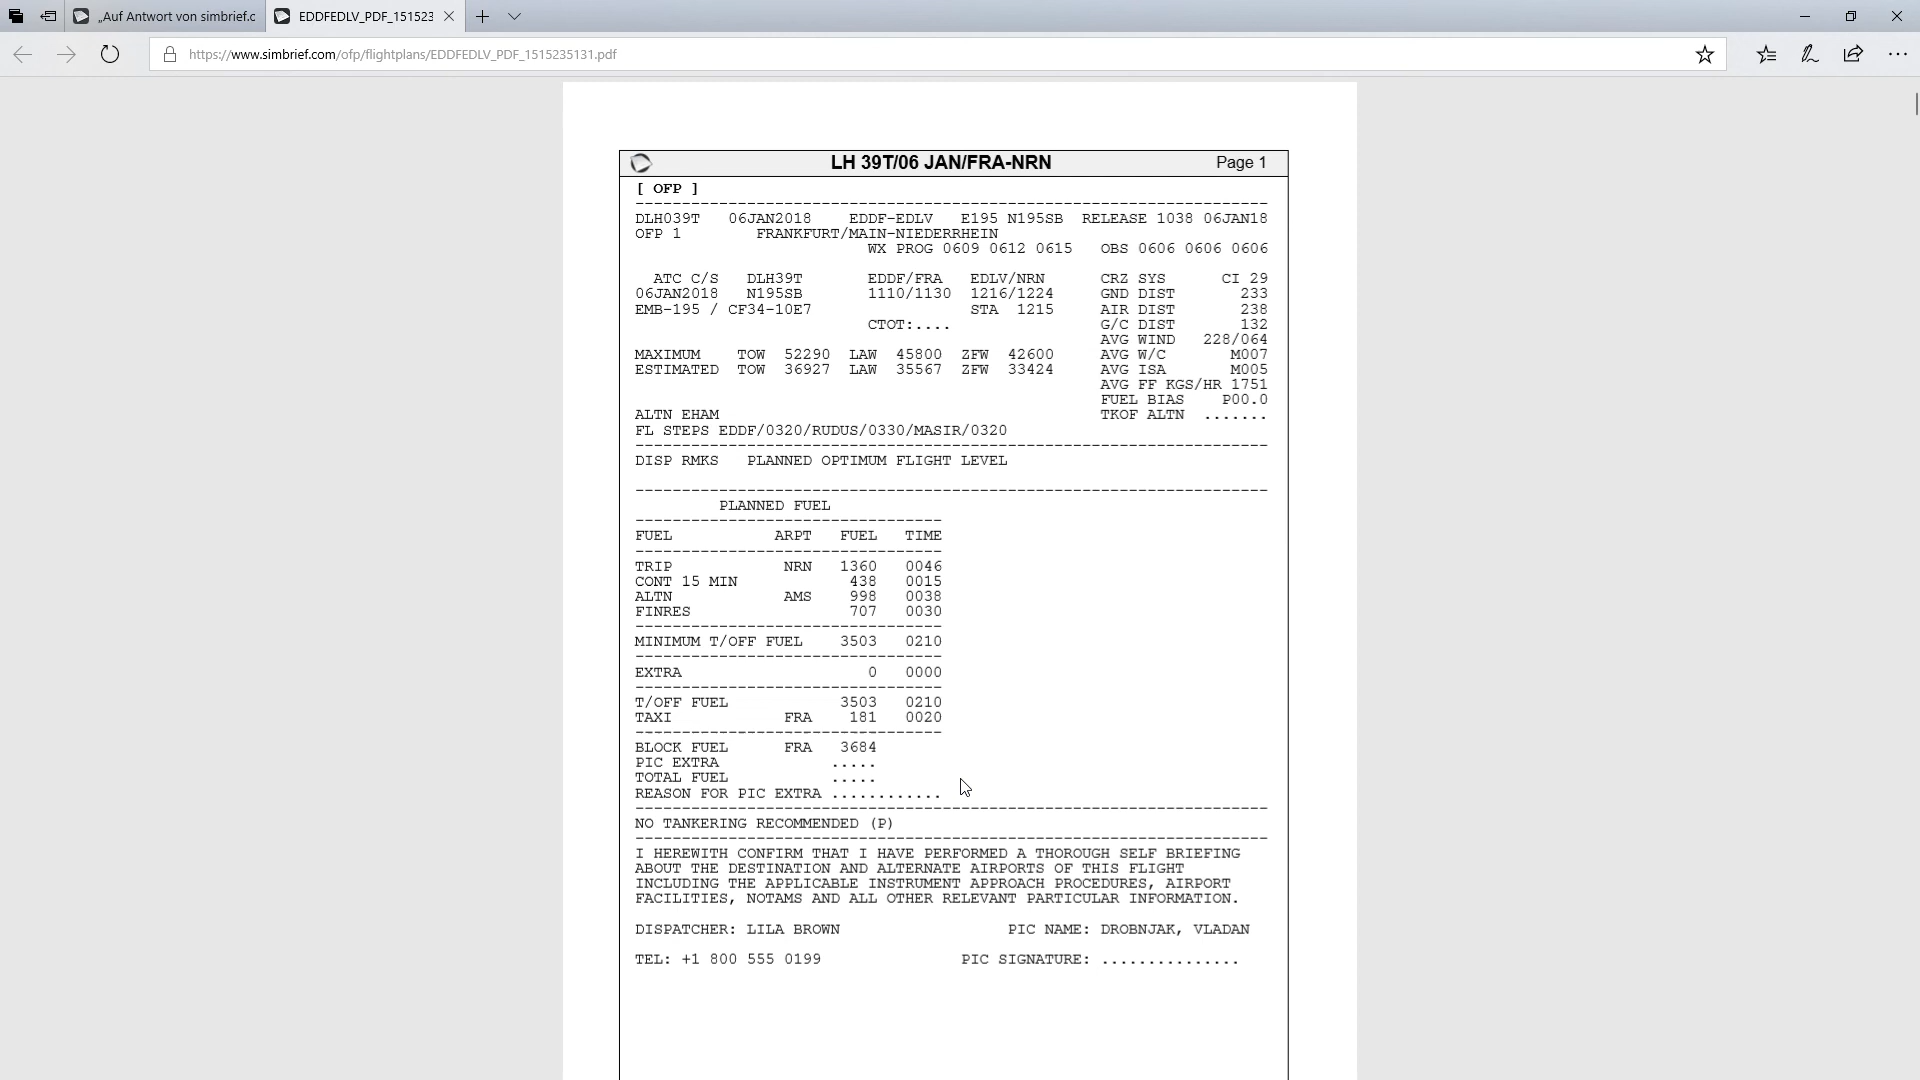 „Auf Antwort von simbrief.c
EDDFEDLV_PDF_151523
https://www.simbrief.com/ofp/flightplans/EDDFEDLV_PDF_1515235131.pdf
LH 39T/06 JAN/FRA-NRN Page 1
[ OFP ]
--------------------------------------------------------------------
DLH039T 06JAN2018 EDDF-EDLV E195 N195SB RELEASE 1038 06JAN18
OFP 1 FRANKFURT/MAIN-NIEDERRHEIN
WX PROG 0609 0612 0615 OBS 0606 0606 0606
ATC C/S DLH39T EDDF/FRA EDLV/NRN CRZ SYS CI 29
06JAN2018 N195SB 1110/1130 1216/1224 GND DIST 233
EMB-195 / CF34-10E7 STA 1215 AIR DIST 238
CTOT:.... G/C DIST 132
AVG WIND 228/064
MAXIMUM TOW 52290 LAW 45800 ZFW 42600 AVG W/C M007
ESTIMATED TOW 36927 LAW 35567 ZFW 33424 AVG ISA M005
AVG FF KGS/HR 1751
FUEL BIAS P00.0
ALTN EHAM TKOF ALTN .......
FL STEPS EDDF/0320/RUDUS/0330/MASIR/0320
--------------------------------------------------------------------
DISP RMKS PLANNED OPTIMUM FLIGHT LEVEL
--------------------------------------------------------------------
PLANNED FUEL
---------------------------------
FUEL ARPT FUEL TIME
---------------------------------
TRIP NRN 1360 0046
CONT 15 MIN 438 0015
ALTN AMS 998 0038
FINRES 707 0030
---------------------------------
MINIMUM T/OFF FUEL 3503 0210
---------------------------------
EXTRA 0 0000
---------------------------------
T/OFF FUEL 3503 0210
TAXI FRA 181 0020
---------------------------------
BLOCK FUEL FRA 3684
PIC EXTRA .....
TOTAL FUEL .....
REASON FOR PIC EXTRA ............
--------------------------------------------------------------------
NO TANKERING RECOMMENDED (P)
--------------------------------------------------------------------
I HEREWITH CONFIRM THAT I HAVE PERFORMED A THOROUGH SELF BRIEFING
ABOUT THE DESTINATION AND ALTERNATE AIRPORTS OF THIS FLIGHT
INCLUDING THE APPLICABLE INSTRUMENT APPROACH PROCEDURES, AIRPORT
FACILITIES, NOTAMS AND ALL OTHER RELEVANT PARTICULAR INFORMATION.
DISPATCHER: LILA BROWN PIC NAME: DROBNJAK, VLADAN
TEL: +1 800 555 0199 PIC SIGNATURE: ...............